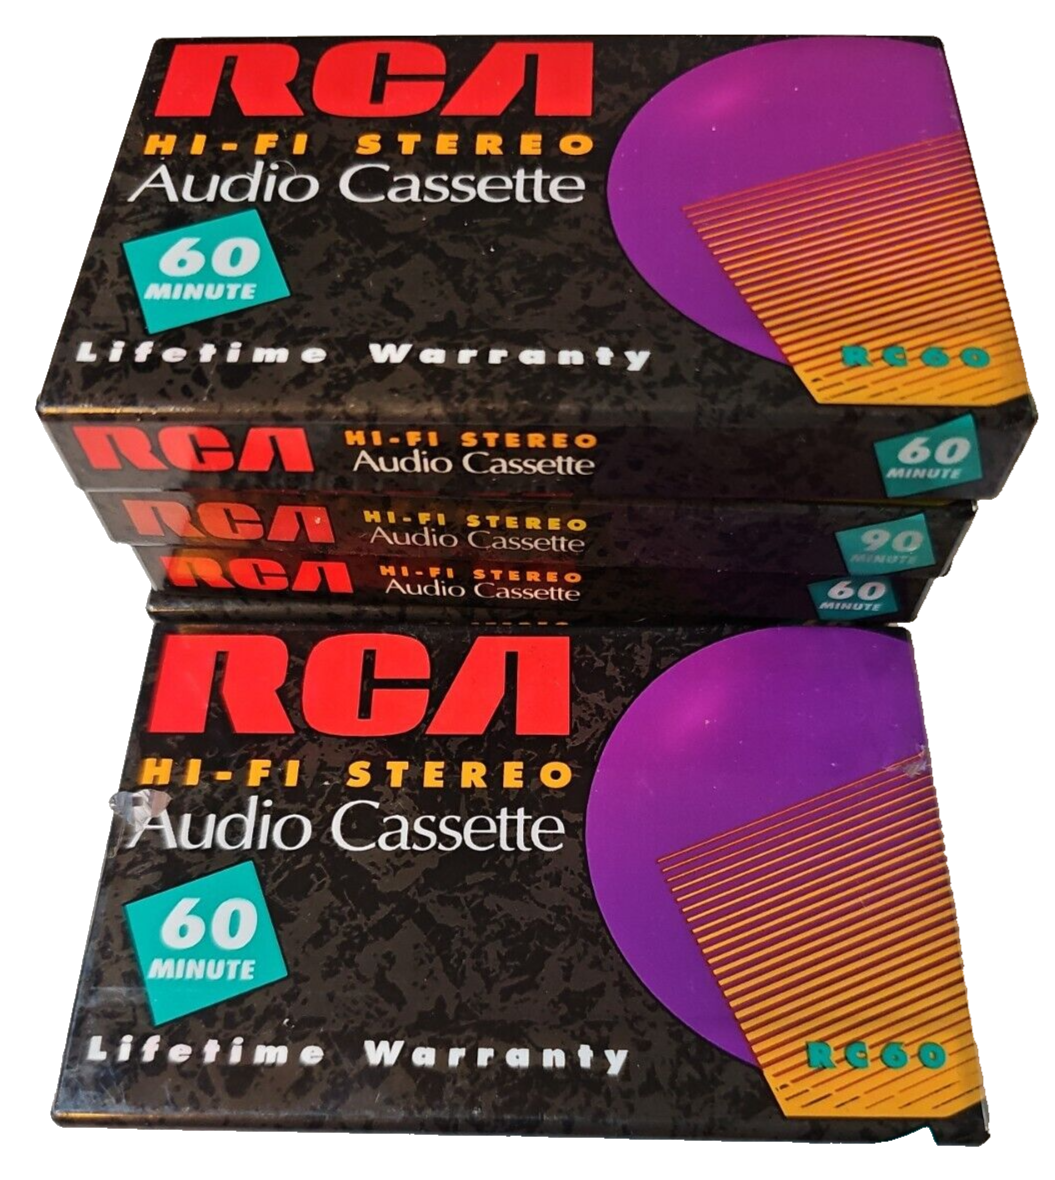 RCA
HI-FI STEREO
Audio Cassette
60
MINUTE
Lifetime Warranty
RC60
RCA HI-FI STEREO
Audio Cassette
60
MINUTE
RCA HI-FI STEREO
Audio Cassette
90
MINUTE
RCA HI-FI STEREO
Audio Cassette
60
MINUTE
RCA
HI-FI STEREO
Audio Cassette
60
MINUTE
Lifetime Warranty
RC60